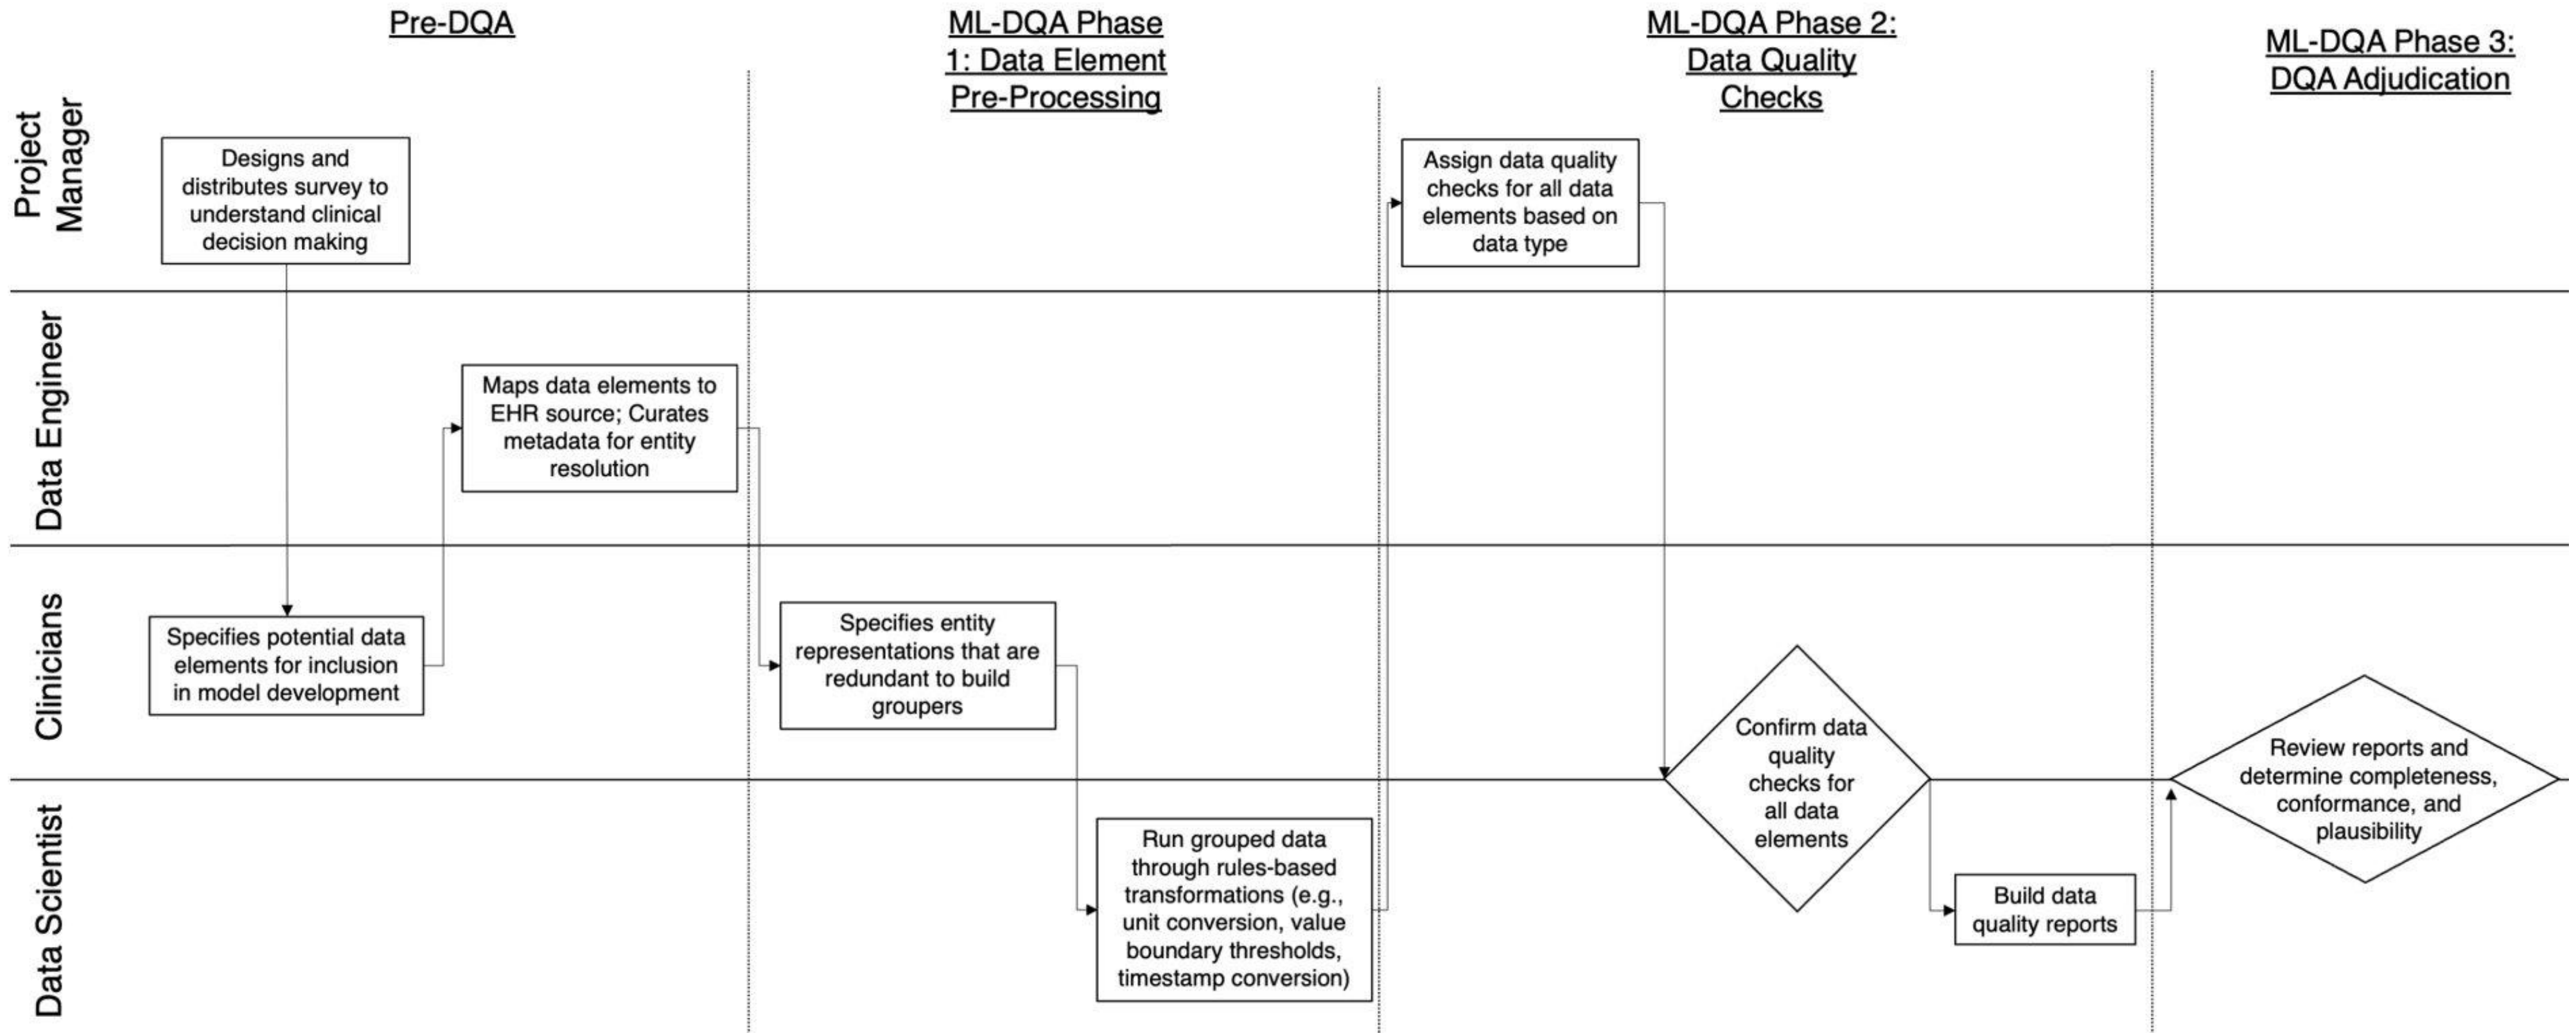 Pre-DQA
ML-DQA Phase
1: Data Element
Pre-Processing
ML-DQA Phase 2:
Data Quality
Checks
ML-DQA Phase 3:
DQA Adjudication
Project
Manager
Designs and
distributes survey to
understand clinical
decision making
Assign data quality
checks for all data
elements based on
data type
Data Engineer
Maps data elements to
EHR source; Curates
metadata for entity
resolution
Clinicians
Specifies potential data
elements for inclusion
in model development
Specifies entity
representations that are
redundant to build
groupers
Confirm data
quality
checks for
all data
elements
Review reports and
determine completeness,
conformance, and
plausibility
Data Scientist
Run grouped data
through rules-based
transformations (e.g.,
unit conversion, value
boundary thresholds,
timestamp conversion)
Build data
quality reports